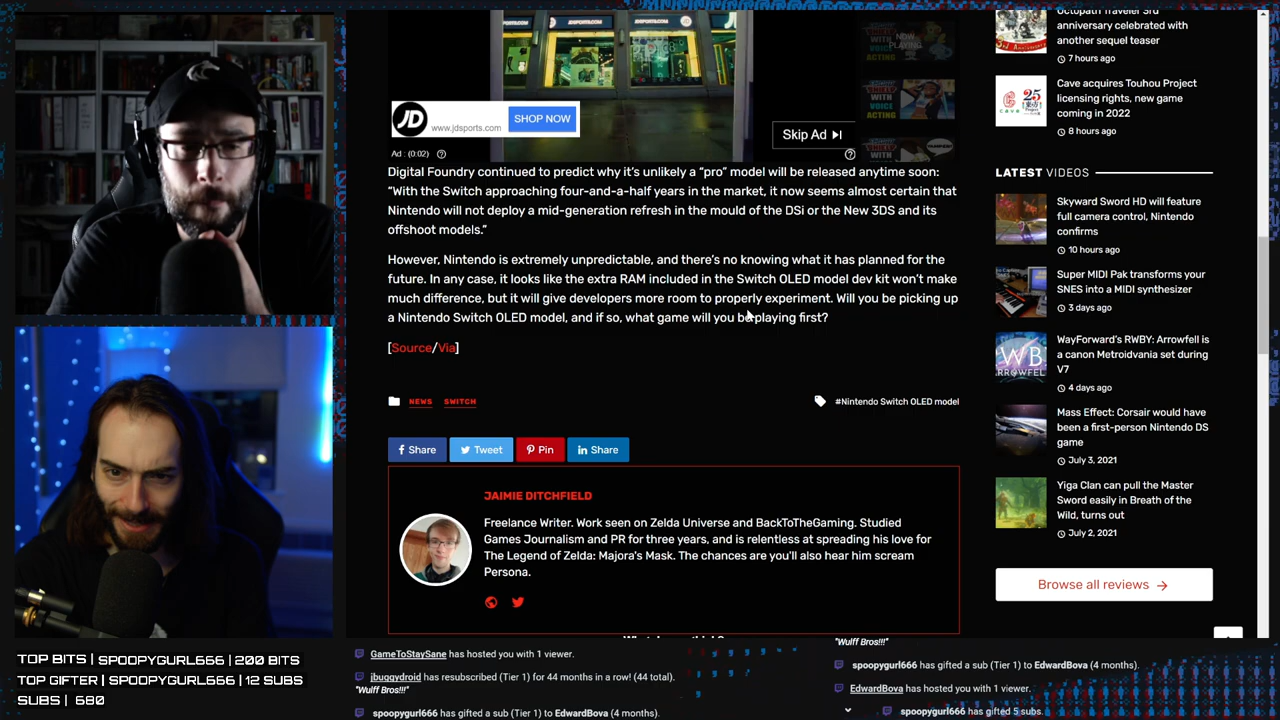 JDSPORTS.COM
JD
www.jdsports.com
SHOP NOW
Ad : (0:02)
NOW
PLAYING
WITH
VOICE
ACTING
WITH
VOICE
ACTING
Skip Ad
Digital Foundry continued to predict why it's unlikely a “pro” model will be released anytime soon:
“With the Switch approaching four-and-a-half years in the market, it now seems almost certain that
Nintendo will not deploy a mid-generation refresh in the mould of the DSi or the New 3DS and its
offshoot models.”
However, Nintendo is extremely unpredictable, and there's no knowing what it has planned for the
future. In any case, it looks like the extra RAM included in the Switch OLED model dev kit won't make
much difference, but it will give developers more room to properly experiment. Will you be picking up
a Nintendo Switch OLED model, and if so, what game will you be playing first?
[Source/Via]
NEWS SWITCH
#Nintendo Switch OLED model
Share
Tweet
Pin
Share
JAIMIE DITCHFIELD
Freelance Writer. Work seen on Zelda Universe and BackToTheGaming. Studied
Games Journalism and PR for three years, and is relentless at spreading his love for
The Legend of Zelda: Majora's Mask. The chances are you'll also hear him scream
Persona.
Octopath Traveler 3rd
anniversary celebrated with
another sequel teaser
7 hours ago
Cave acquires Touhou Project
licensing rights, new game
coming in 2022
8 hours ago
LATEST VIDEOS
Skyward Sword HD will feature
full camera control, Nintendo
confirms
10 hours ago
Super MIDI Pak transforms your
SNES into a MIDI synthesizer
3 days ago
WayForward's RWBY: Arrowfell is
a canon Metroidvania set during
V7
4 days ago
Mass Effect: Corsair would have
been a first-person Nintendo DS
game
July 3, 2021
Yiga Clan can pull the Master
Sword easily in Breath of the
Wild, turns out
July 2, 2021
Browse all reviews
TOP BITS | SPOOPYGURL666 | 200 BITS
TOP GIFTER | SPOOPYGURL666 | 12 SUBS
SUBS | 680
GameToStaySane has hosted you with 1 viewer.
jbuggydroid has resubscribed (Tier 1) for 44 months in a row! (44 total).
"Wulff Bros!!!"
spoopygurl666 has gifted a sub (Tier 1) to EdwardBova (4 months).
"Wulff Bros!!!"
spoopygurl666 has gifted a sub (Tier 1) to EdwardBova (4 months).
EdwardBova has hosted you with 1 viewer.
spoopygurl666 has gifted 5 subs.